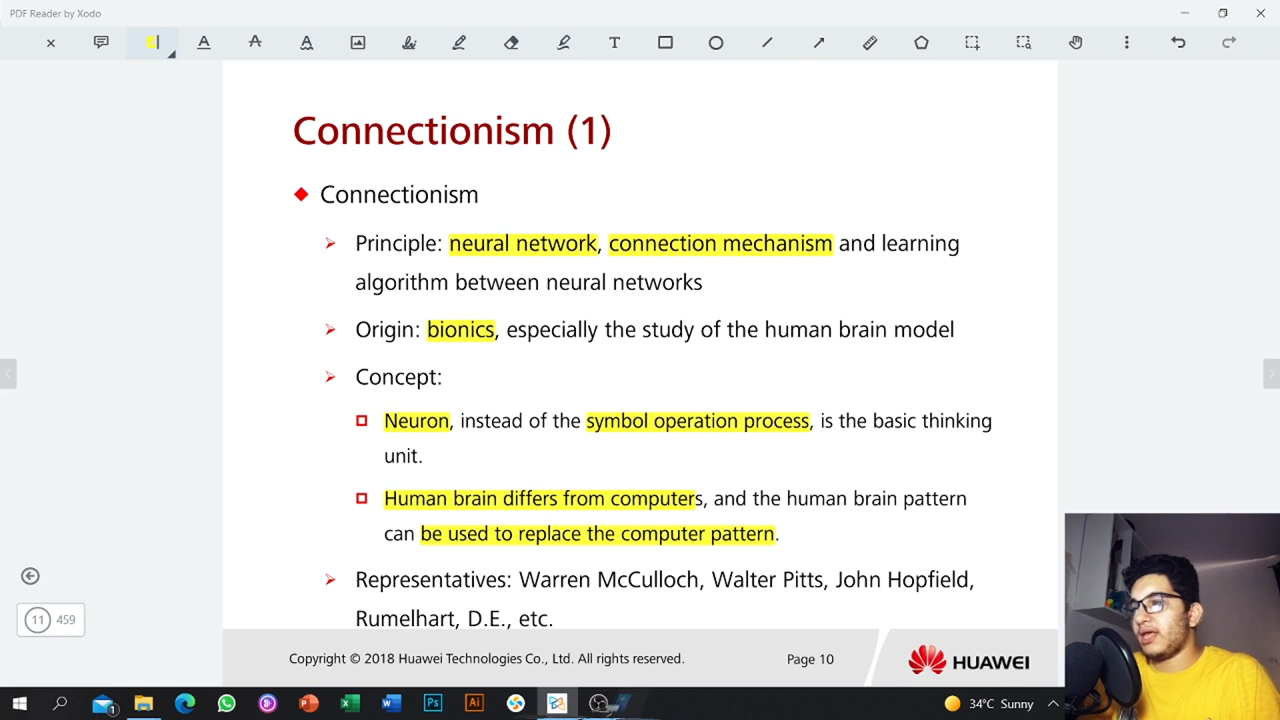 PDF Reader by Xodo
Connectionism (1)
Connectionism
Principle: neural network, connection mechanism and learning
algorithm between neural networks
Origin: bionics, especially the study of the human brain model
Concept:
Neuron, instead of the symbol operation process, is the basic thinking
unit.
Human brain differs from computers, and the human brain pattern
can be used to replace the computer pattern.
Representatives: Warren McCulloch, Walter Pitts, John Hopfield,
Rumelhart, D.E., etc.
11 459
Copyright © 2018 Huawei Technologies Co., Ltd. All rights reserved.
Page 10
HUAWEI
34°C Sunny